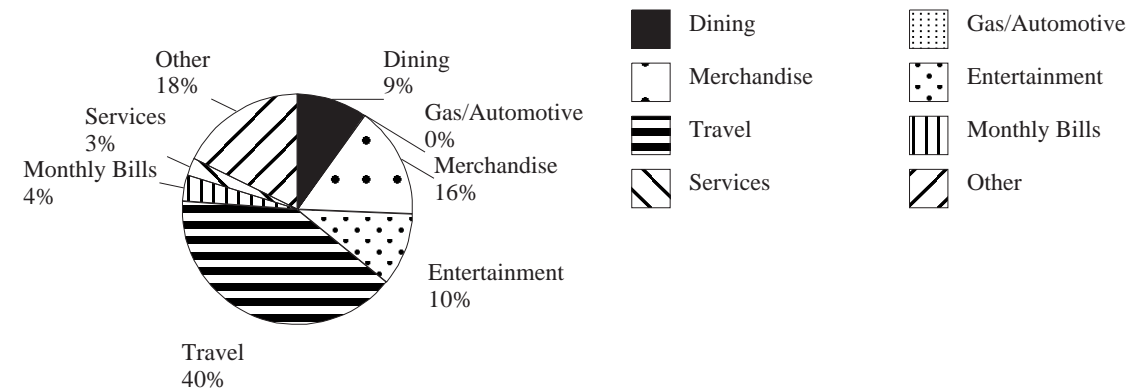 Other
18%
Dining
9%
Services
3%
Gas/Automotive
0%
Monthly Bills
4%
Merchandise
16%
Entertainment
10%
Travel
40%
Dining
Gas/Automotive
Merchandise
Entertainment
Travel
Monthly Bills
Services
Other